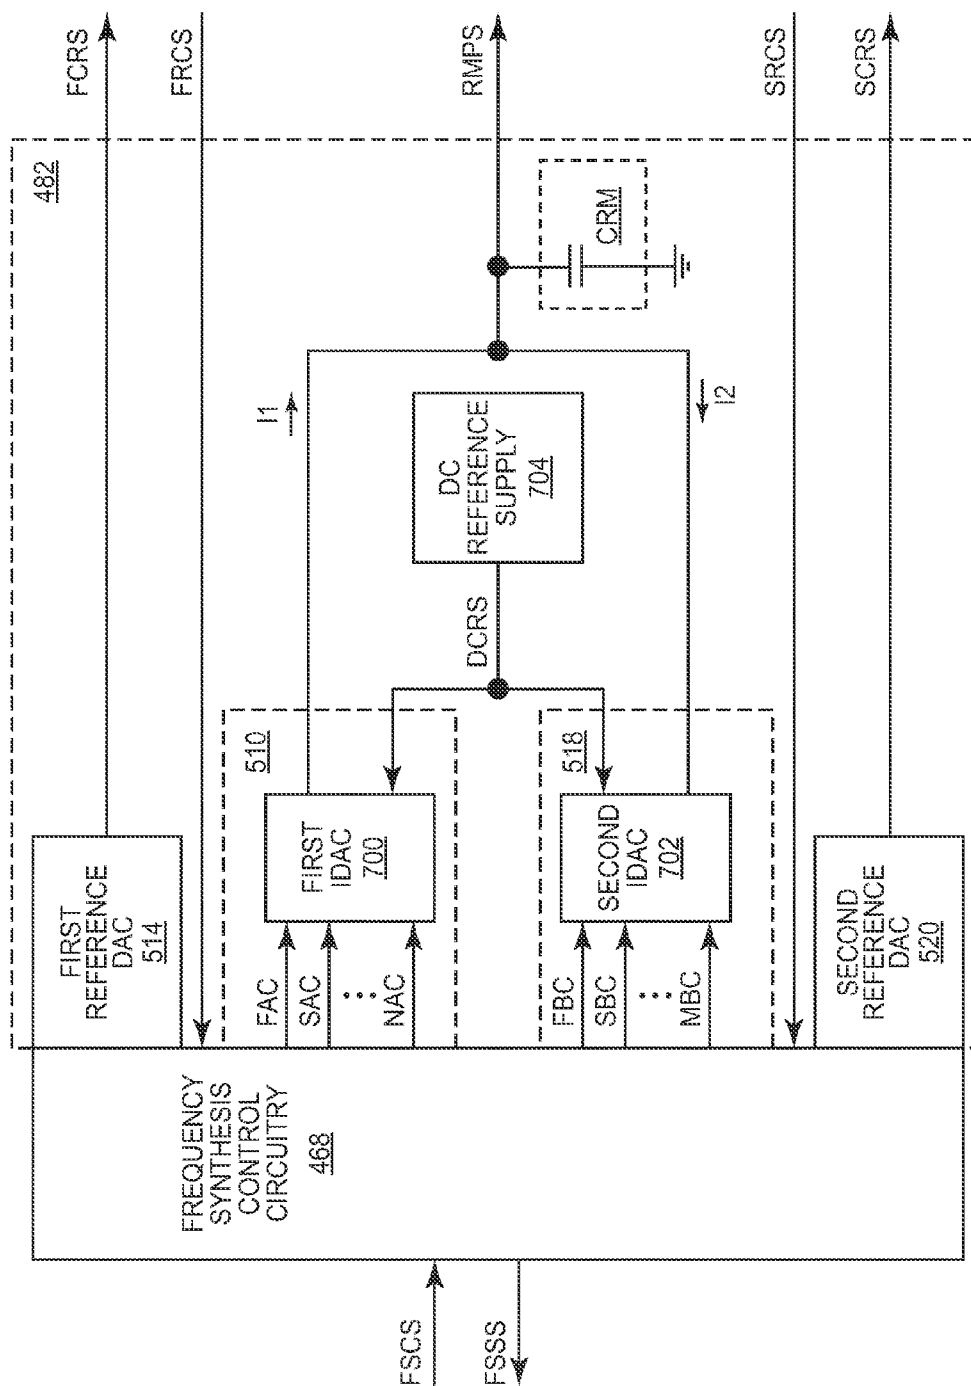 FCRS
FRCS
RMPS
SRCS
SCRS
482
CRM
I1
I2
DC
REFERENCE
SUPPLY
704
DCRS
510
518
FIRST
REFERENCE
DAC
514
FIRST
IDAC
700
SECOND
IDAC
702
SECOND
REFERENCE
DAC
520
FAC
SAC
NAC
FBC
SBC
MBC
FREQUENCY
SYNTHESIS
CONTROL
CIRCUITRY
468
FSCS
FSSS